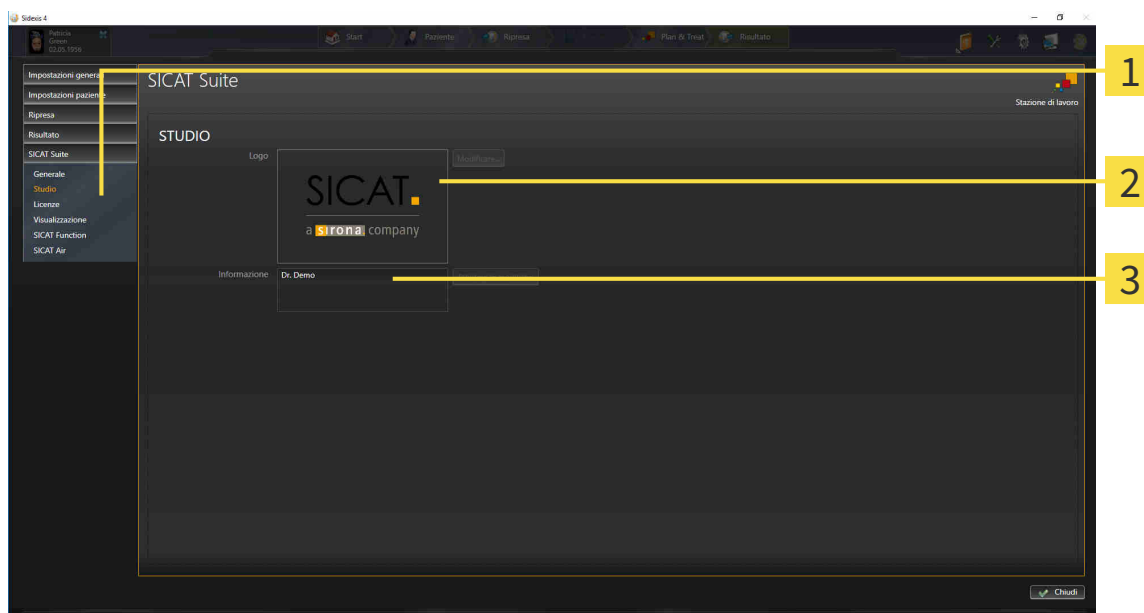 Sidexis 4
Patricia
Green
02.05.1956
Start
Paziente
Ripresa
Plan & Treat
Risultato
1
Impostazioni general
Impostazioni paziente
Ripresa
Risultato
SICAT Suite
Generale
Studio
Licenze
Visualizzazione
SICAT Function
SICAT Air
SICAT Suite
Stazione di lavoro
STUDIO
Logo
Modificare...
SICAT.
a sirona company
2
Informazione
Dr. Demo
3
Chiudi